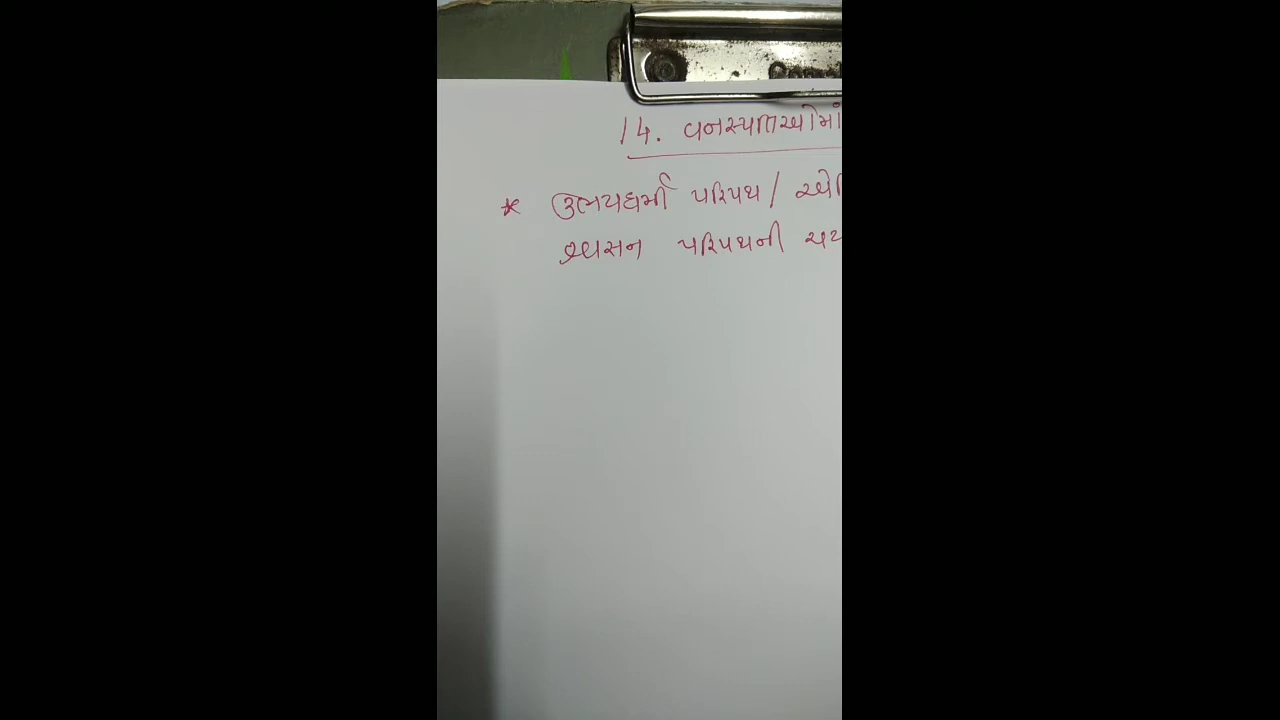 14. વનસ્પતિઓમાં
* ઉભયધર્મી પરિપથ /
શ્વસન પરિપથની